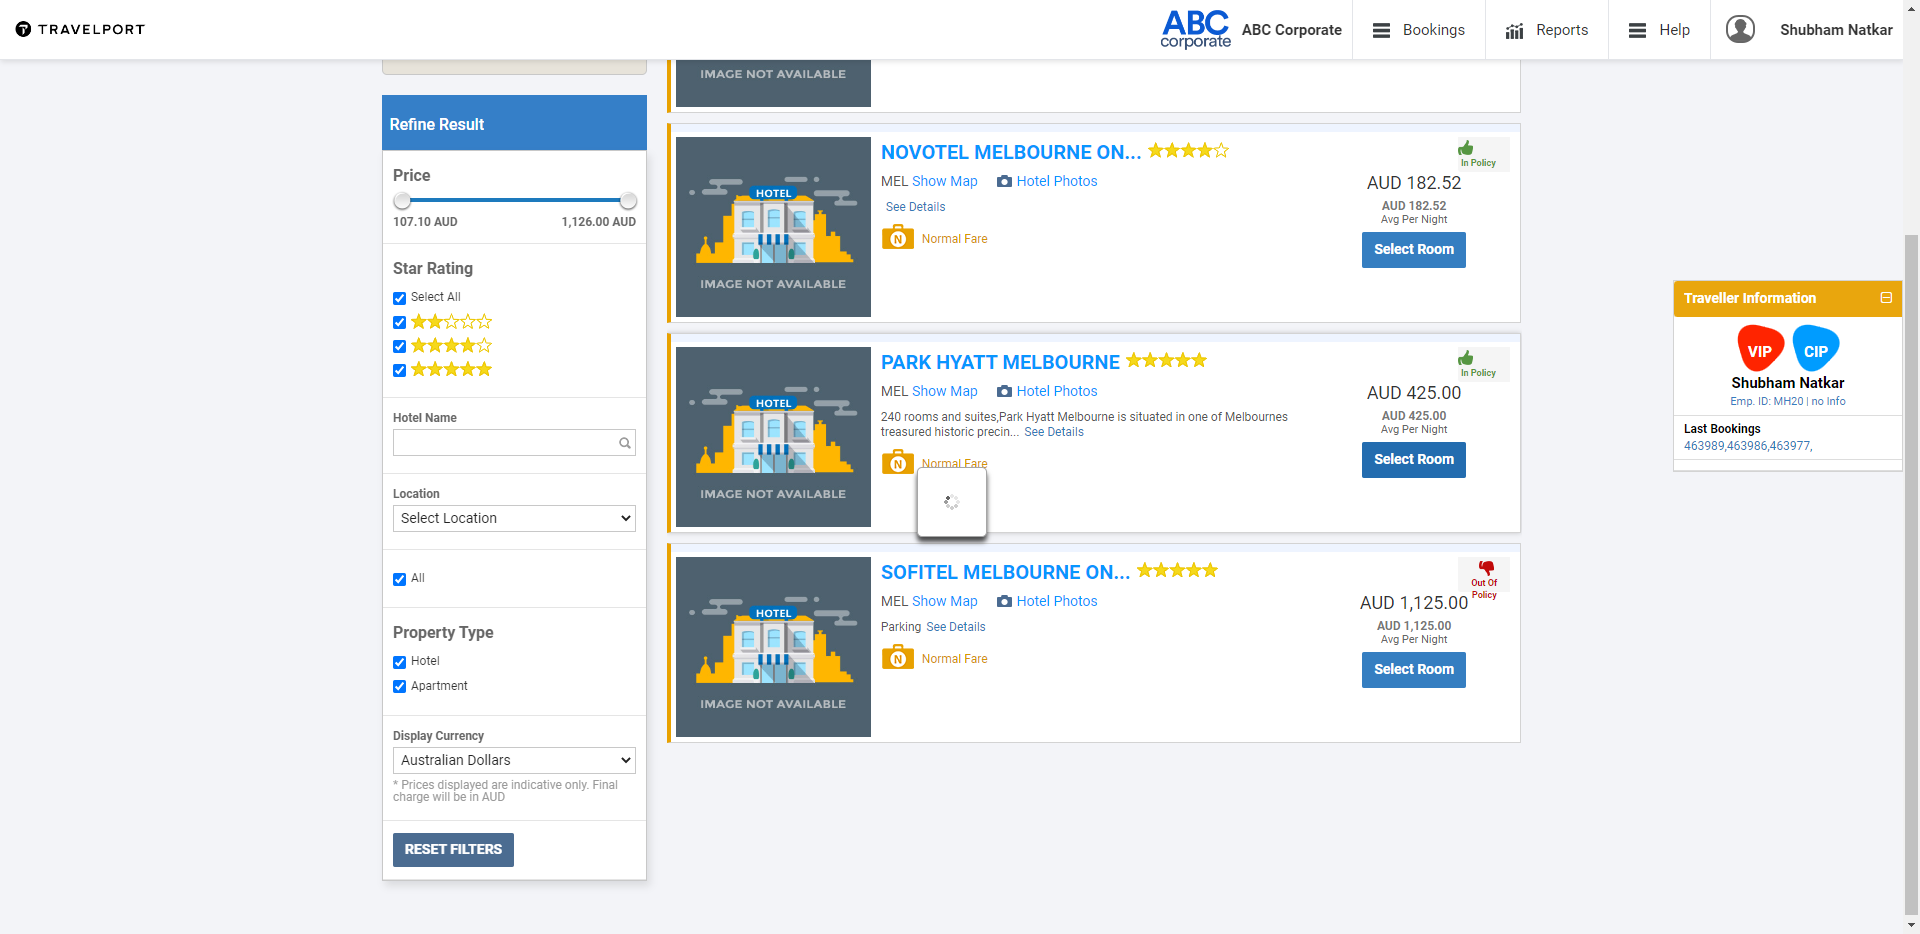 TRAVELPORT
ABC
corporate
ABC Corporate
Bookings
Reports
Help
Shubham Natkar
Refine Result
Price
107.10 AUD
1,126.00 AUD
Star Rating
Select All
Hotel Name
Location
Select Location
All
Property Type
Hotel
Apartment
Display Currency
Australian Dollars
* Prices displayed are indicative only. Final
charge will be in AUD
RESET FILTERS
IMAGE NOT AVAILABLE
HOTEL
IMAGE NOT AVAILABLE
NOVOTEL MELBOURNE ON...
MEL Show Map
Hotel Photos
See Details
N
Normal Fare
In Policy
AUD 182.52
AUD 182.52
Avg Per Night
Select Room
HOTEL
IMAGE NOT AVAILABLE
PARK HYATT MELBOURNE
MEL Show Map
Hotel Photos
240 rooms and suites,Park Hyatt Melbourne is situated in one of Melbournes
treasured historic precin... See Details
N
Normal Fare
In Policy
AUD 425.00
AUD 425.00
Avg Per Night
Select Room
HOTEL
IMAGE NOT AVAILABLE
SOFITEL MELBOURNE ON...
MEL Show Map
Hotel Photos
Parking See Details
N
Normal Fare
Out Of
Policy
AUD 1,125.00
AUD 1,125.00
Avg Per Night
Select Room
Traveller Information
VIP
CIP
Shubham Natkar
Emp. ID: MH20 | no Info
Last Bookings
463989,463986,463977,